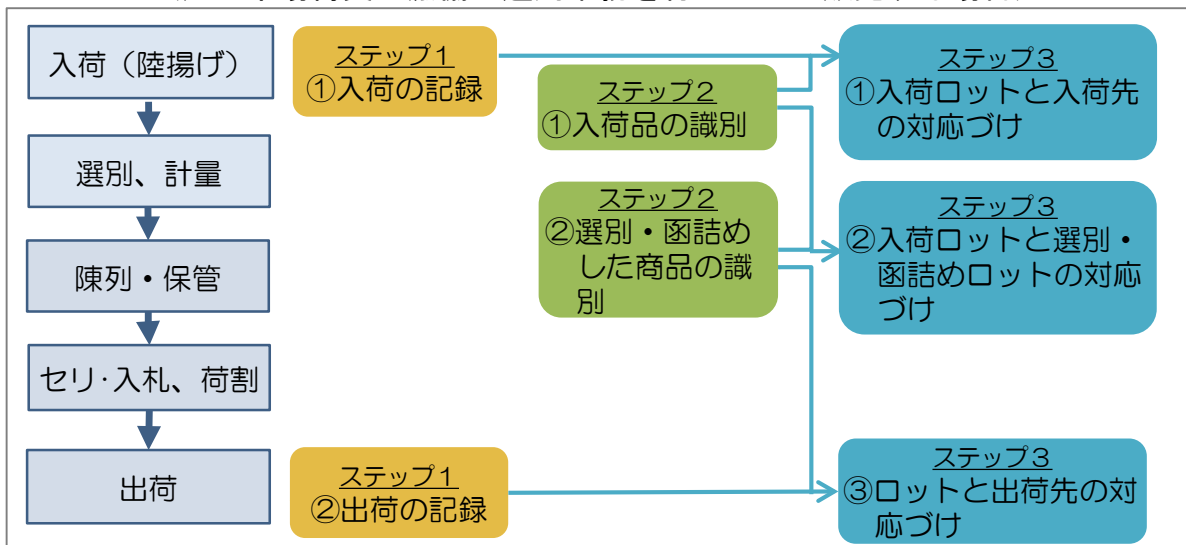 入荷（陸揚げ）
選別、計量
陳列・保管
セリ・入札、荷割
出荷
ステップ１
①入荷の記録
ステップ２
①入荷品の識別
ステップ３
①入荷ロットと入荷先
の対応づけ
ステップ２
②選別・函詰め
した商品の識
別
ステップ３
②入荷ロットと選別・
函詰めロットの対応
づけ
ステップ１
②出荷の記録
ステップ３
③ロットと出荷先の対
応づけ